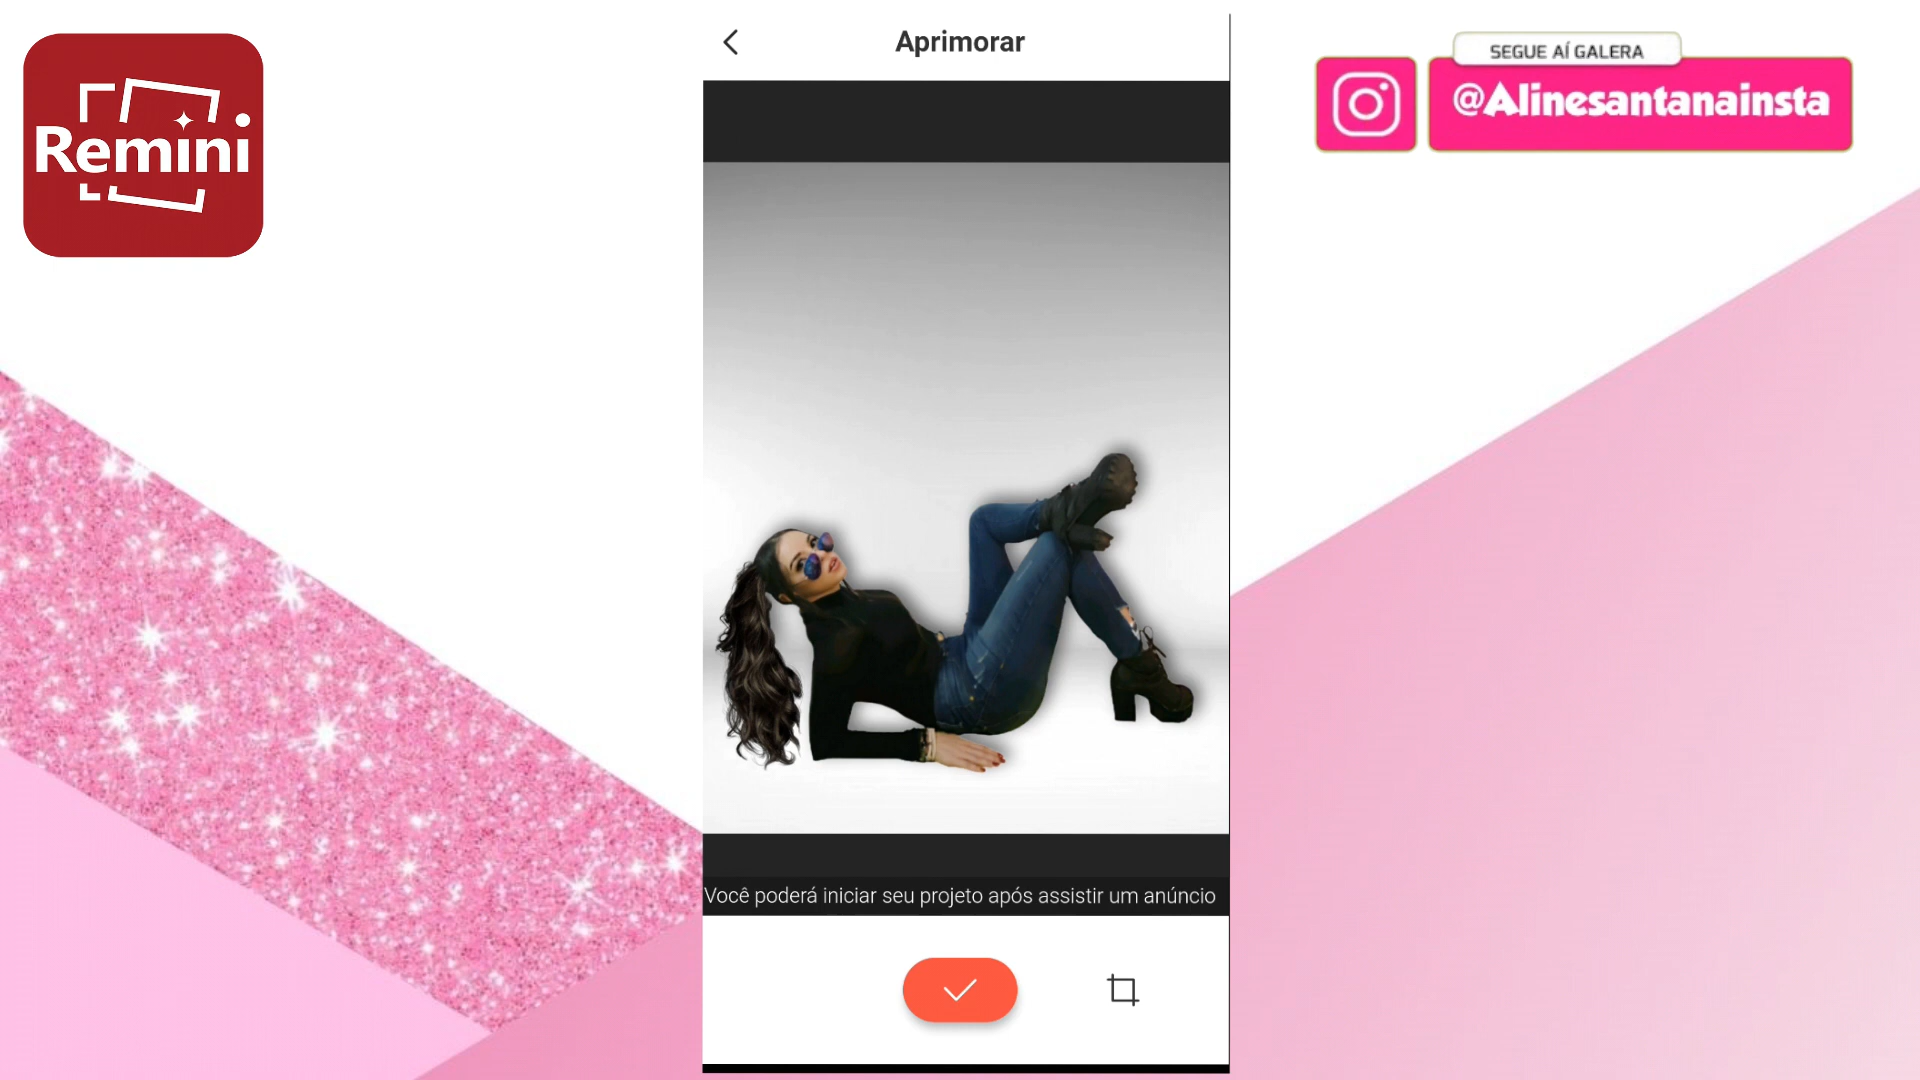 Remini
Aprimorar
SEGUE AÍ GALERA
@Alinesantanainsta
Você poderá iniciar seu projeto após assistir um anúncio